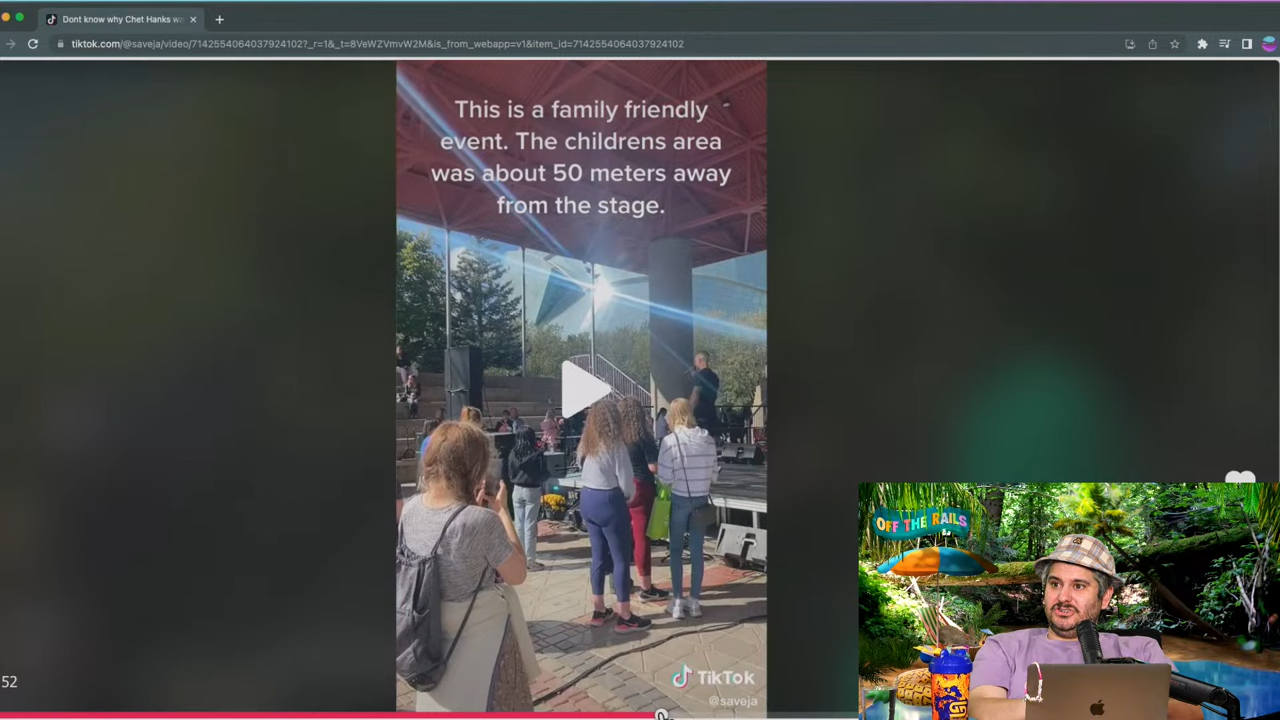 Dont know why Chet Hanks wa
tiktok.com/@saveja/video/7142554064037924102?_r=1&_t=8VeWZVmvW2M&is_from_webapp=v1&item_id=7142554064037924102
This is a family friendly
event. The childrens area
was about 50 meters away
from the stage.
OFF THE RAILS
52
TikTok
@saveja